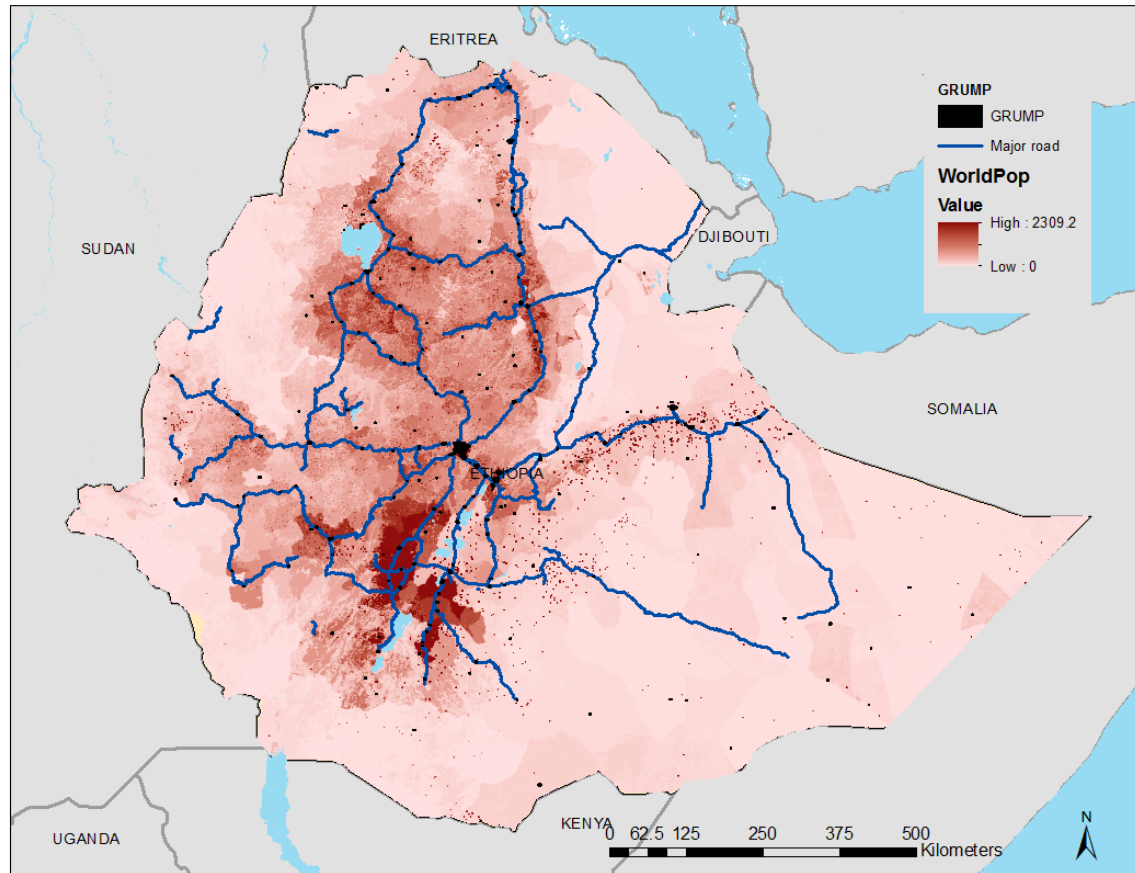 ERITREA
GRUMP
GRUMP
Major road
WorldPop
Value
High : 2309.2
Low : 0
SUDAN
DJIBOUTI
SOMALIA
ETHIOPIA
N
KENYA
UGANDA
0 62.5 125 250 375 500
Kilometers